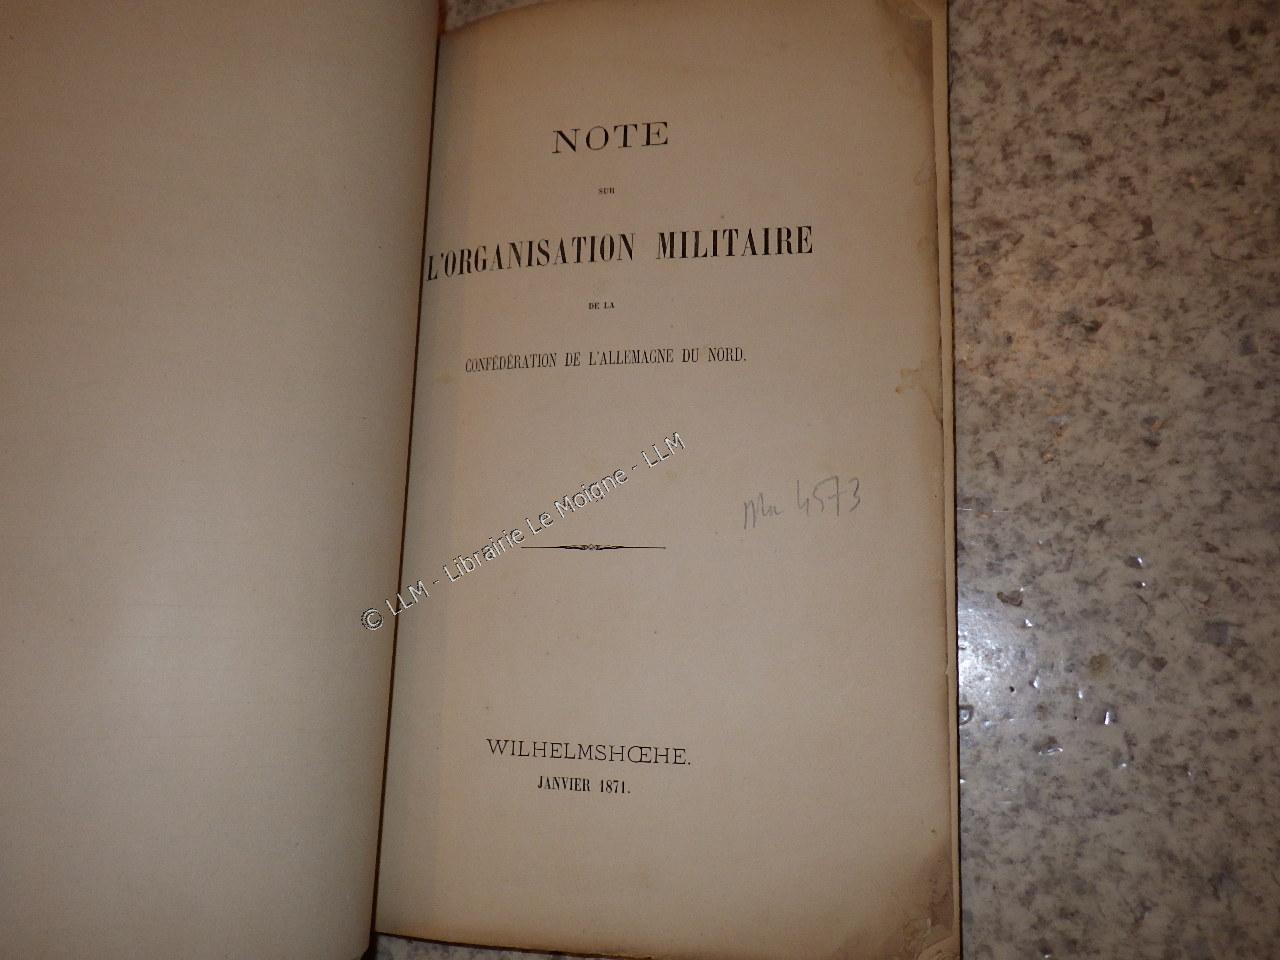 NOTE
SUR
L'ORGANISATION MILITAIRE
DE LA
CONFÉDÉRATION DE L'ALLEMAGNE DU NORD.
© LLM - Librairie Le Moigne - LLM
4573
WILHELMSHŒHE.
JANVIER 1871.